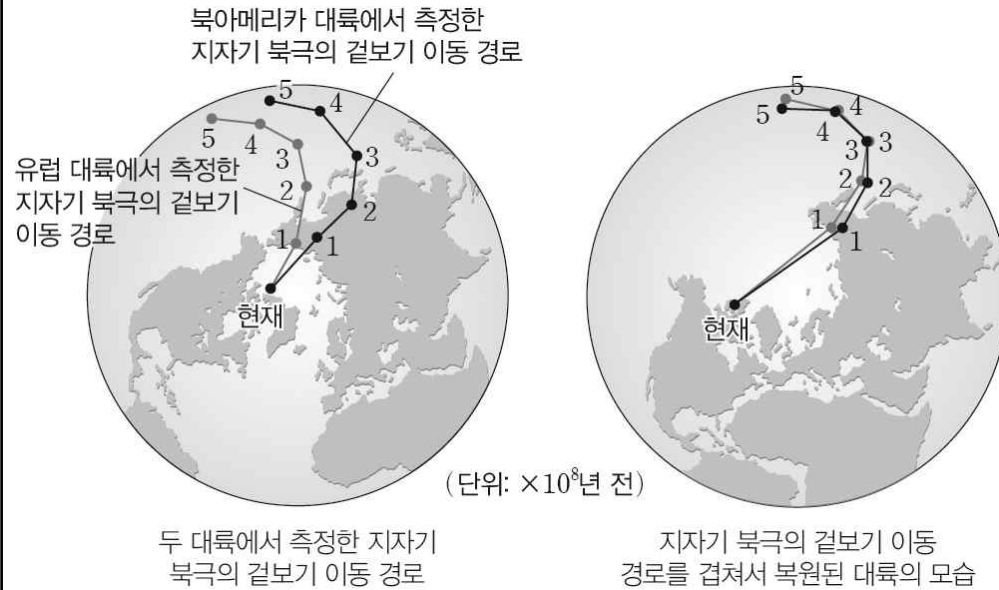 북아메리카 대륙에서 측정한
지자기 북극의 겉보기 이동 경로
5
4
3
2
1
5
4
3
2
1
유럽 대륙에서 측정한
지자기 북극의 겉보기
이동 경로
현재
5
5
4
4
3
3
2
2
1
1
현재
(단위: ×10⁸년 전)
두 대륙에서 측정한 지자기
북극의 겉보기 이동 경로
지자기 북극의 겉보기 이동
경로를 겹쳐서 복원된 대륙의 모습